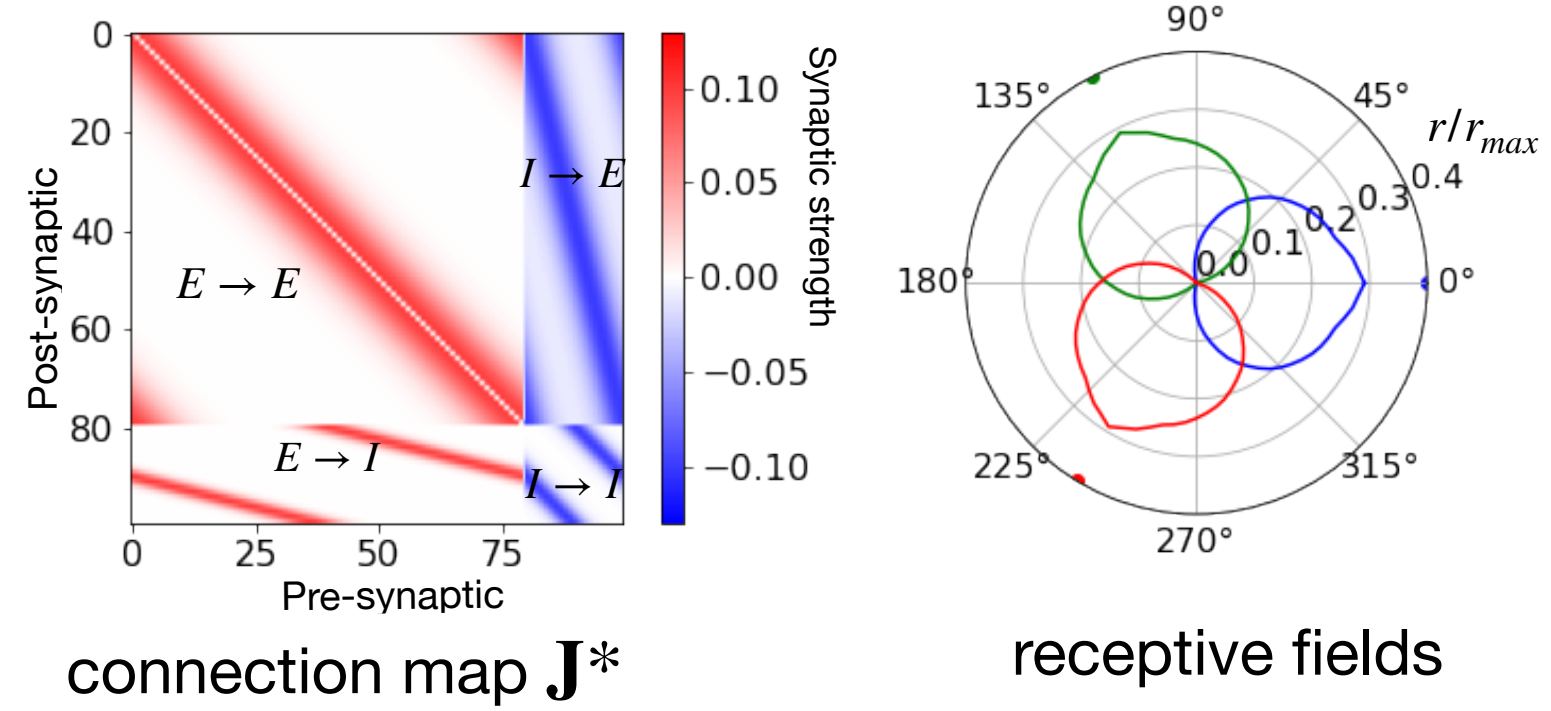 0
20
40
60
80
0
25
50
75
Post-synaptic
Pre-synaptic
E → E
I → E
E → I
I → I
0.10
0.05
0.00
−0.05
−0.10
Synaptic strength
connection map J*
90°
135°
45°
r/r_max
180°
0°
0.0
0.1
0.2
0.3
0.4
225°
315°
270°
receptive fields